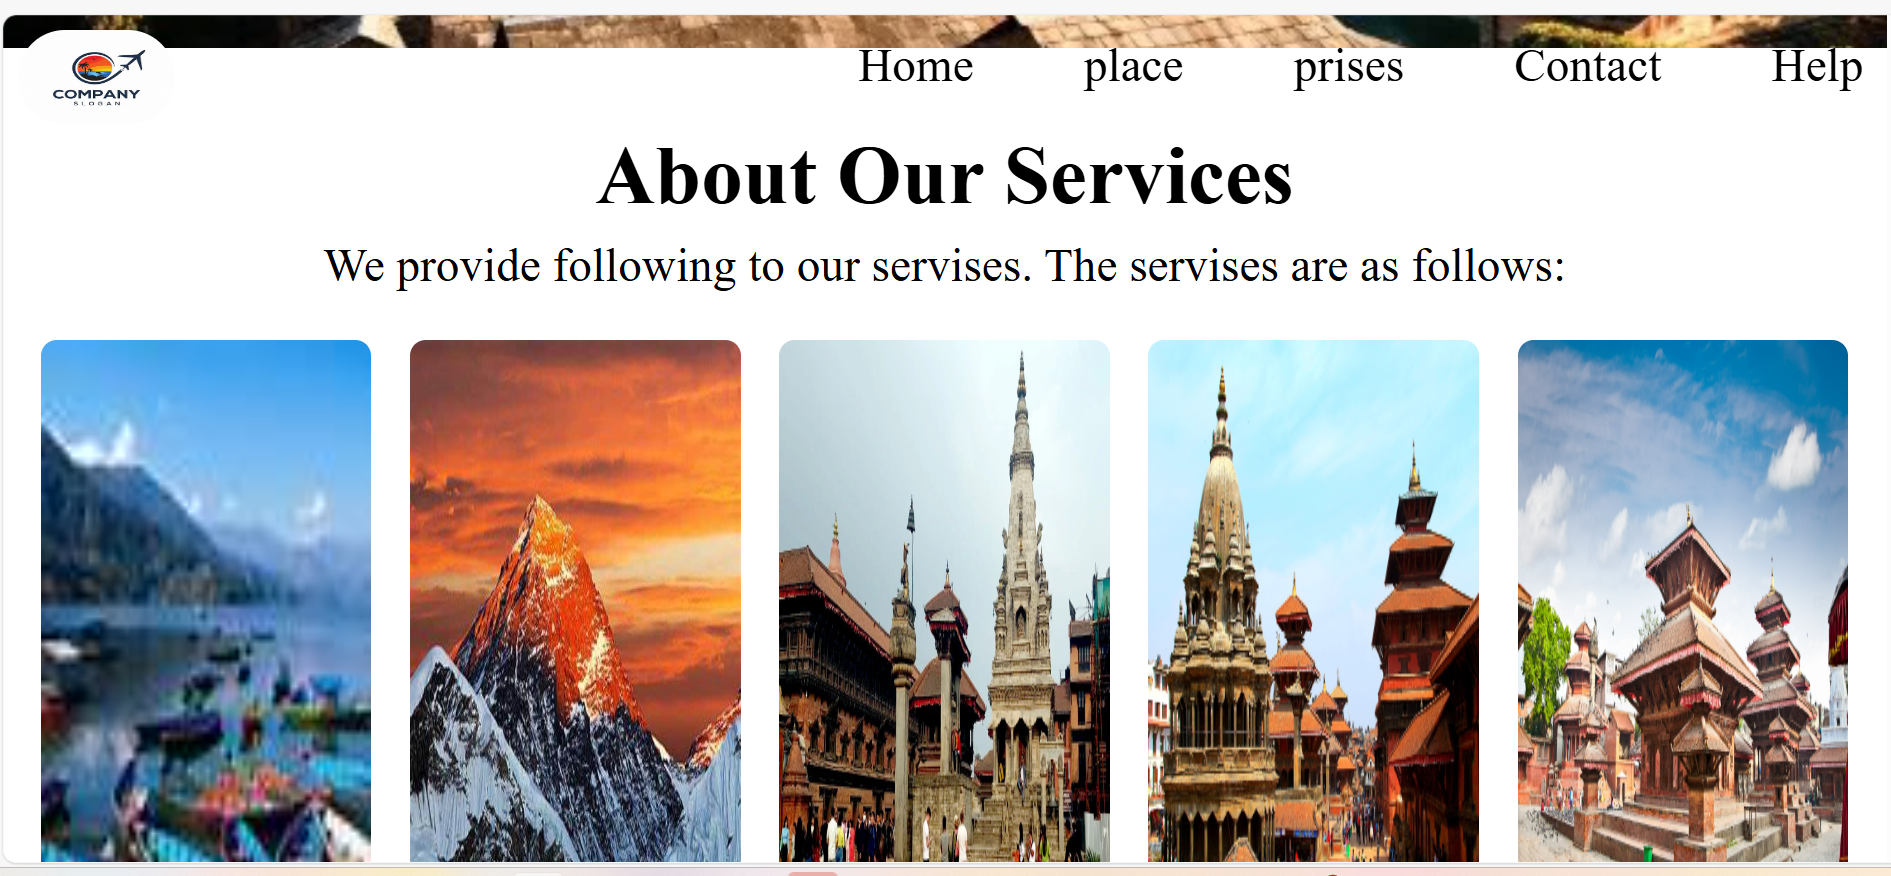 COMPANY
SLOGAN
Home place prises Contact Help
About Our Services
We provide following to our servises. The servises are as follows: